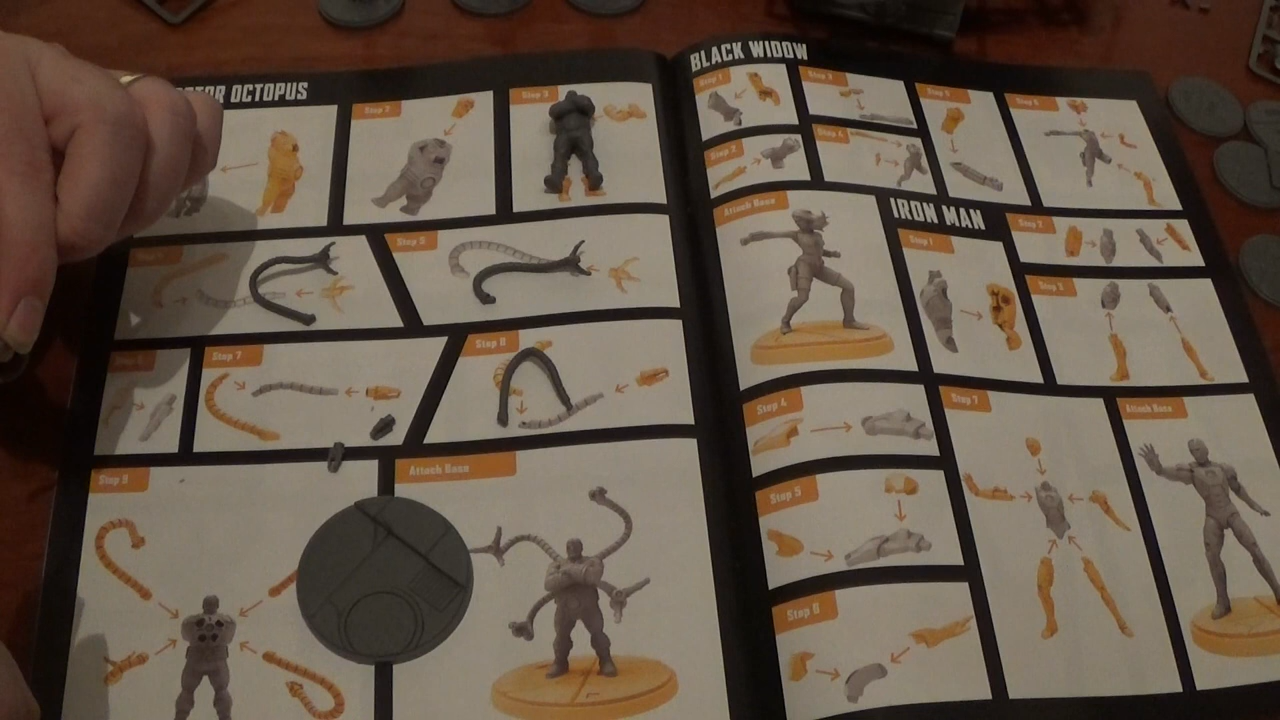 OCTOPUS
Step 2
Step 3
Step 5
Step 7
Step 8
Step 9
Attach Base
BLACK WIDOW
Step 1
Step 2
Step 3
Step 4
Step 5
Step 6
Attach Base
IRON MAN
Step 1
Step 2
Step 3
Step 4
Step 5
Step 6
Step 7
Attach Base